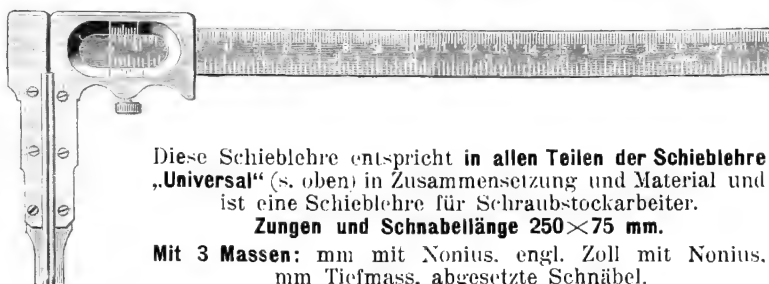 Diese Schieblehre entspricht in allen Teilen der Schieblehre
„Universal“ (s. oben) in Zusammensetzung und Material und
ist eine Schieblehre für Schraubstockarbeiter.
Zungen und Schnabellänge 250×75 mm.
Mit 3 Massen: mm mit Nonius, engl. Zoll mit Nonius,
mm Tiefmass, abgesetzte Schnäbel.